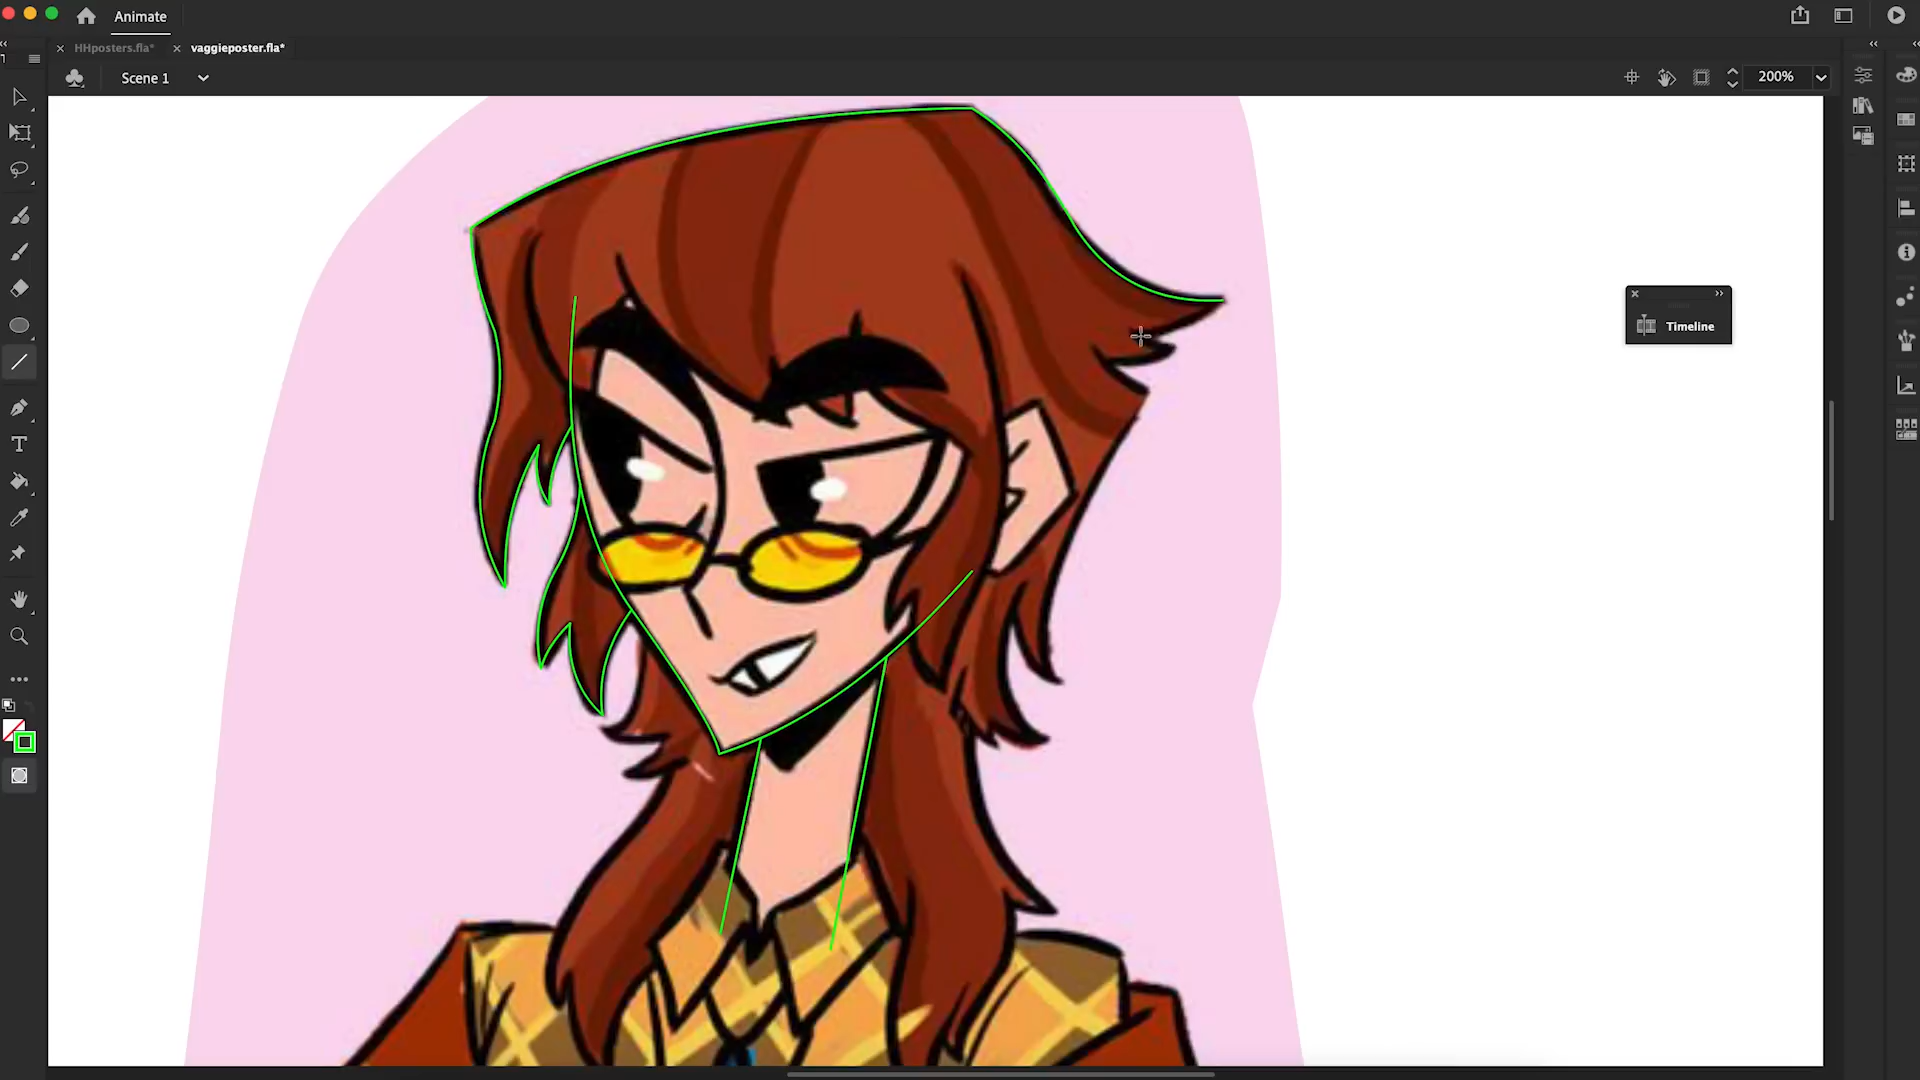 Animate
HHposters.fla*
vaggieposter.fla*
Scene 1
200%
Timeline